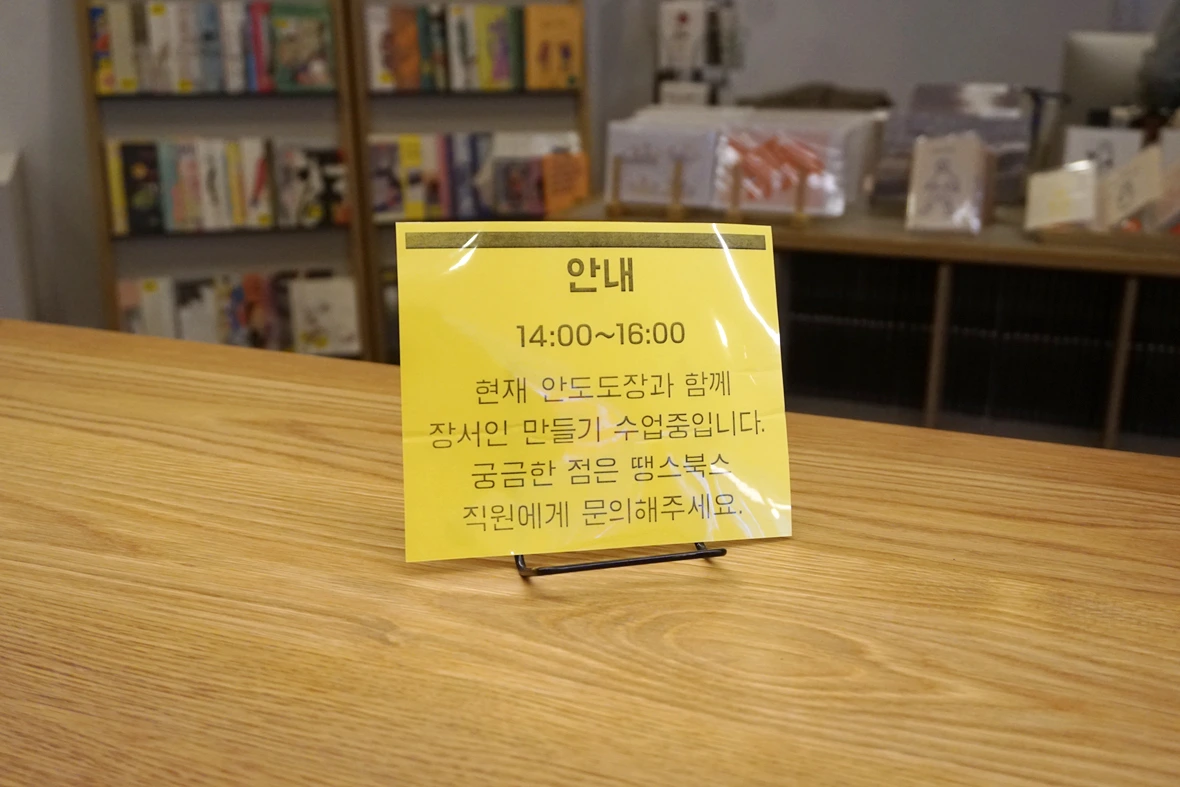 안내
14:00~16:00
현재 안도도장과 함께
장서인 만들기 수업중입니다.
궁금한 점은 땡스북스
직원에게 문의해주세요.